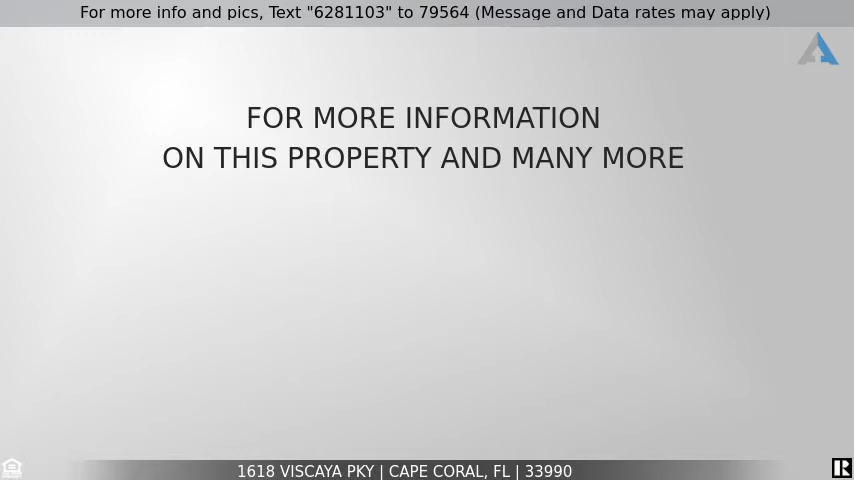 For more info and pics, Text "6281103" to 79564 (Message and Data rates may apply)
FOR MORE INFORMATION
ON THIS PROPERTY AND MANY MORE
1618 VISCAYA PKY | CAPE CORAL, FL | 33990